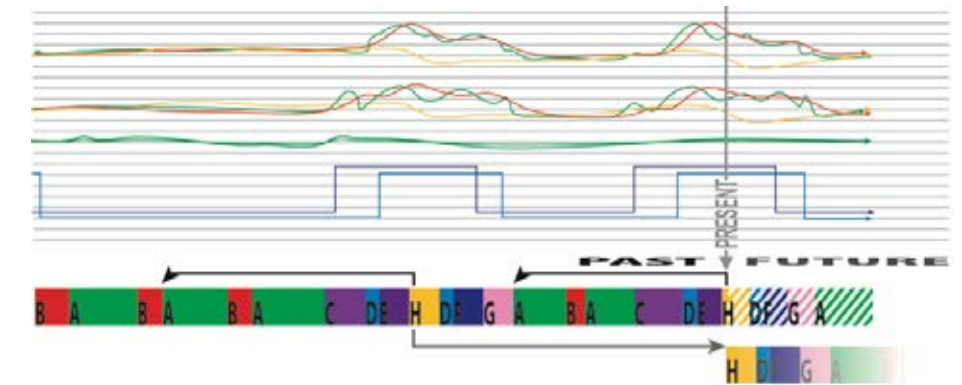 PRESENT
PAST FUTURE
B A B A B A C D E H D E G A B A C D E H D E G A
H D G A